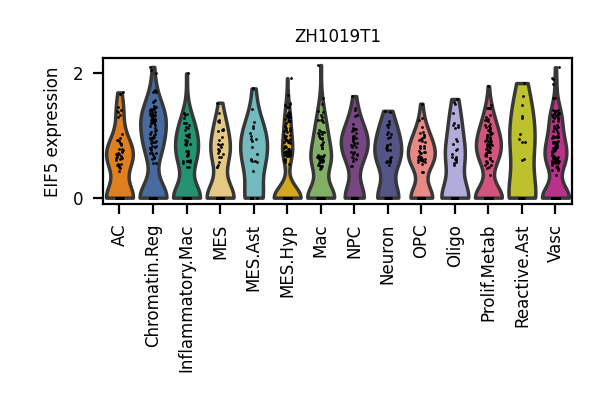 ZH1019T1
EIF5 expression
2
0
AC
Chromatin.Reg
Inflammatory.Mac
MES
MES.Ast
MES.Hyp
Mac
NPC
Neuron
OPC
Oligo
Prolif.Metab
Reactive.Ast
Vasc